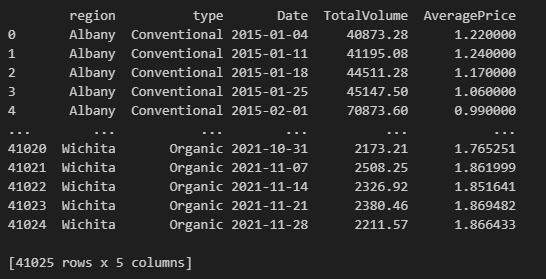 region type Date TotalVolume AveragePrice
0 Albany Conventional 2015-01-04 40873.28 1.220000
1 Albany Conventional 2015-01-11 41195.08 1.240000
2 Albany Conventional 2015-01-18 44511.28 1.170000
3 Albany Conventional 2015-01-25 45147.50 1.060000
4 Albany Conventional 2015-02-01 70873.60 0.990000
... ... ... ... ... ...
41020 Wichita Organic 2021-10-31 2173.21 1.765251
41021 Wichita Organic 2021-11-07 2508.25 1.861999
41022 Wichita Organic 2021-11-14 2326.92 1.851641
41023 Wichita Organic 2021-11-21 2380.46 1.869482
41024 Wichita Organic 2021-11-28 2211.57 1.866433
[41025 rows x 5 columns]